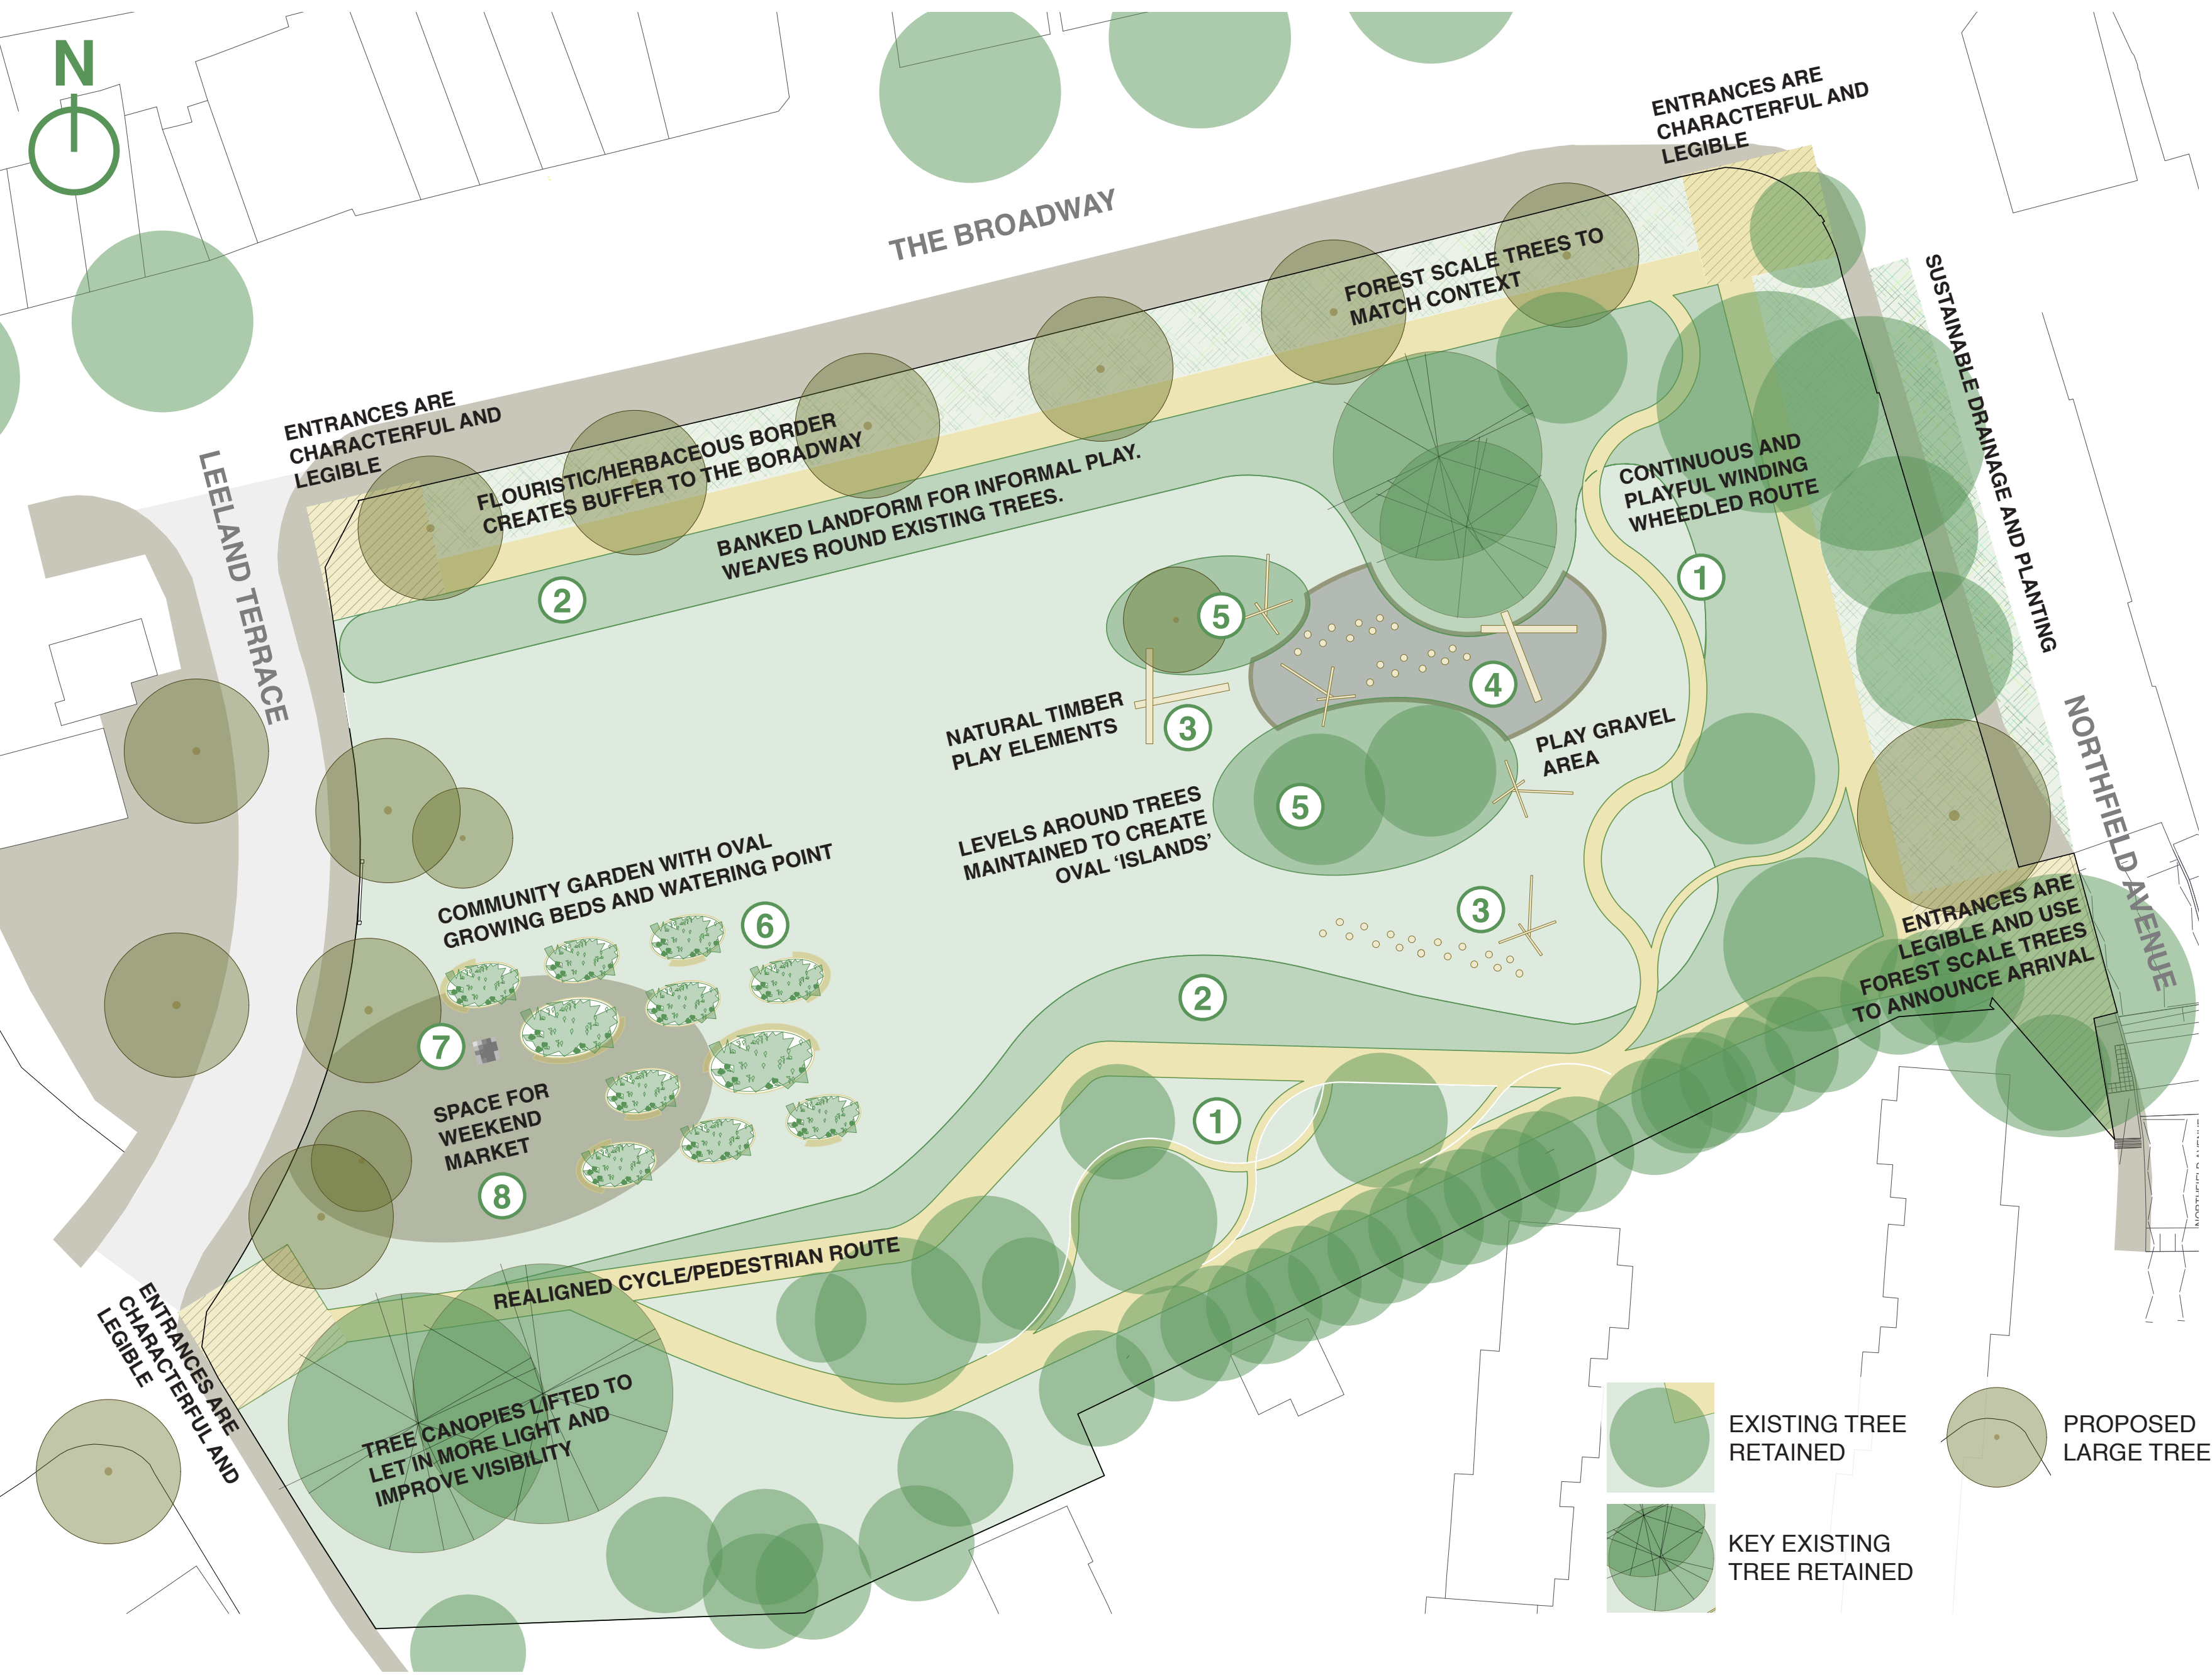 N
ENTRANCES ARE
CHARACTERFUL AND
LEGIBLE
THE BROADWAY
FOREST SCALE TREES TO
MATCH CONTEXT
SUSTAINABLE DRAINAGE AND PLANTING
ENTRANCES ARE
CHARACTERFUL AND
LEGIBLE
LEELAND TERRACE
FLOURISTIC/HERBACEOUS BORDER
CREATES BUFFER TO THE BORADWAY
BANKED LANDFORM FOR INFORMAL PLAY.
WEAVES ROUND EXISTING TREES.
CONTINUOUS AND
PLAYFUL WINDING
WHEEDLED ROUTE
1
2
5
4
NATURAL TIMBER
PLAY ELEMENTS
3
PLAY GRAVEL
AREA
NORTHFIELD AVENUE
LEVELS AROUND TREES
MAINTAINED TO CREATE
OVAL ‘ISLANDS’
5
COMMUNITY GARDEN WITH OVAL
GROWING BEDS AND WATERING POINT
6
3
ENTRANCES ARE
LEGIBLE AND USE
FOREST SCALE TREES
TO ANNOUNCE ARRIVAL
2
7
SPACE FOR
WEEKEND
MARKET
8
1
NORTHFIELD AVENUE
REALIGNED CYCLE/PEDESTRIAN ROUTE
ENTRANCES ARE
CHARACTERFUL AND
LEGIBLE
TREE CANOPIES LIFTED TO
LET IN MORE LIGHT AND
IMPROVE VISIBILITY
EXISTING TREE
RETAINED
PROPOSED
LARGE TREE
KEY EXISTING
TREE RETAINED